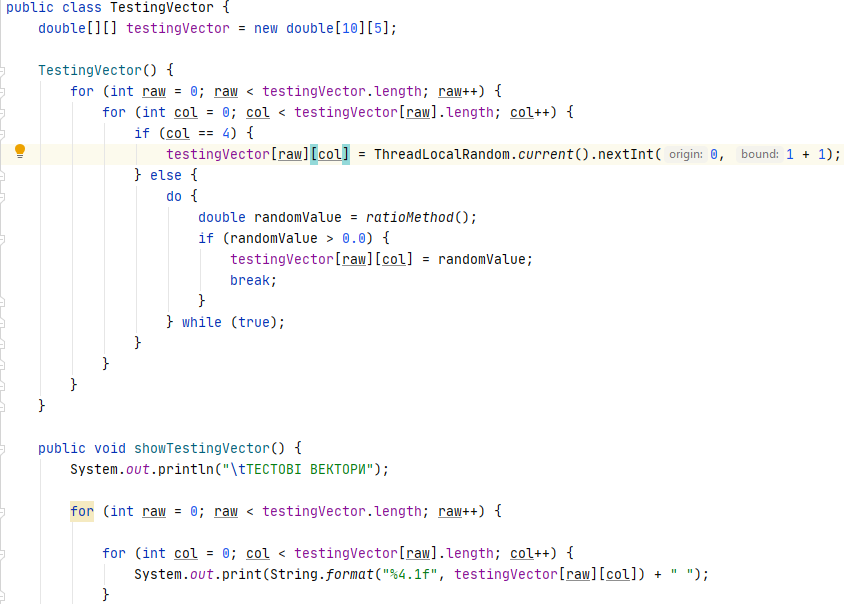 public class TestingVector {
    double[][] testingVector = new double[10][5];
    TestingVector() {
        for (int raw = 0; raw < testingVector.length; raw++) {
            for (int col = 0; col < testingVector[raw].length; col++) {
                if (col == 4) {
                    testingVector[raw][col] = ThreadLocalRandom.current().nextInt( origin: 0, bound: 1 + 1);
                } else {
                    do {
                        double randomValue = ratioMethod();
                        if (randomValue > 0.0) {
                            testingVector[raw][col] = randomValue;
                            break;
                        }
                    } while (true);
                }
            }
        }
    }
    public void showTestingVector() {
        System.out.println("\tТЕСТОВІ ВЕКТОРИ");
        for (int raw = 0; raw < testingVector.length; raw++) {
            for (int col = 0; col < testingVector[raw].length; col++) {
                System.out.print(String.format("%4.1f", testingVector[raw][col]) + " ");
            }